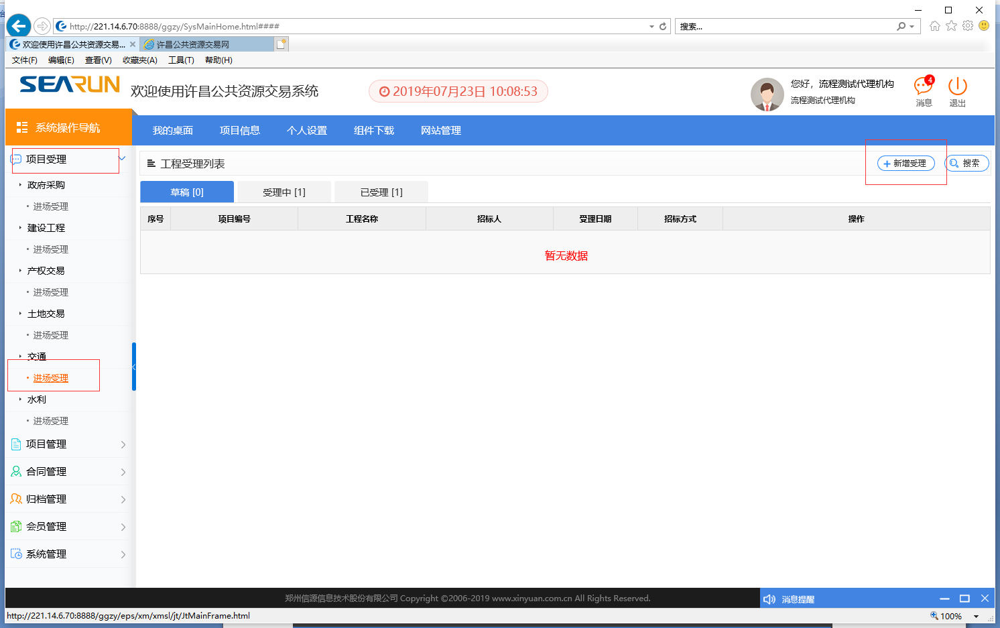 http://221.14.6.70:8888/ggzy/SysMainHome.html####
搜索...
欢迎使用许昌公共资源交易...
许昌公共资源交易网
文件(F) 编辑(E) 查看(V) 收藏夹(A) 工具(T) 帮助(H)
SEARUN
欢迎使用许昌公共资源交易系统
2019年07月23日 10:08:53
您好，流程测试代理机构
流程测试代理机构
4
消息
退出
系统操作导航
我的桌面 项目信息 个人设置 组件下载 网站管理
项目受理
政府采购
进场受理
建设工程
进场受理
产权交易
进场受理
土地交易
进场受理
交通
进场受理
水利
进场受理
项目管理
合同管理
归档管理
会员管理
系统管理
工程受理列表
新增受理
搜索
草稿 [0] 受理中 [1] 已受理 [1]
序号 项目编号 工程名称 招标人 受理日期 招标方式 操作
暂无数据
郑州信源信息技术股份有限公司 Copyright ©2006-2019 www.xinyuan.com.cn All Rights Reserved.
消息提醒
http://221.14.6.70:8888/ggzy/eps/xm/xmsl/jt/JtMainFrame.html
100%